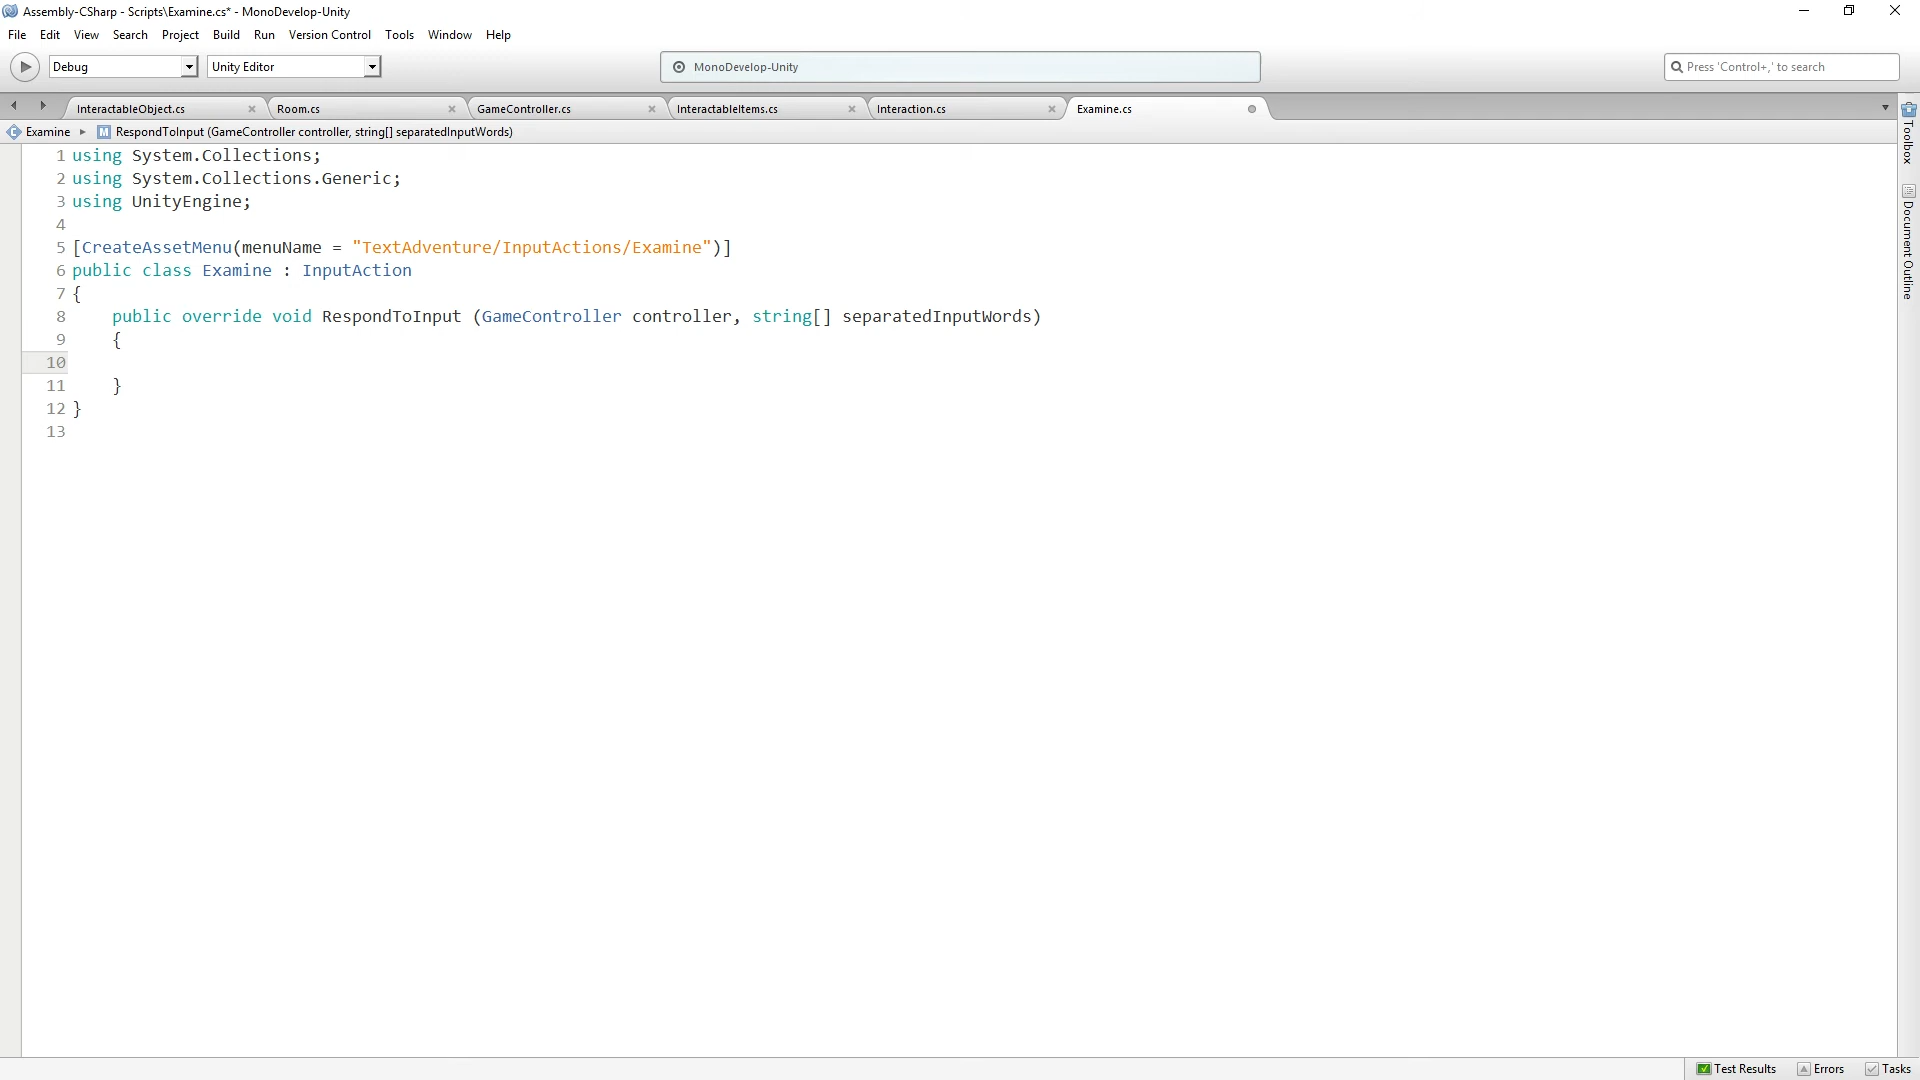 Assembly-CSharp - Scripts\Examine.cs* - MonoDevelop-Unity
File Edit View Search Project Build Run Version Control Tools Window Help
Debug Unity Editor MonoDevelop-Unity Press 'Control+,' to search
InteractableObject.cs Room.cs GameController.cs InteractableItems.cs Interaction.cs Examine.cs
Examine RespondToInput (GameController controller, string[] separatedInputWords)
1 using System.Collections;
2 using System.Collections.Generic;
3 using UnityEngine;
4
5 [CreateAssetMenu(menuName = "TextAdventure/InputActions/Examine")]
6 public class Examine : InputAction
7 {
8 public override void RespondToInput (GameController controller, string[] separatedInputWords)
9 {
10
11 }
12 }
13
Toolbox
Document Outline
Test Results Errors Tasks